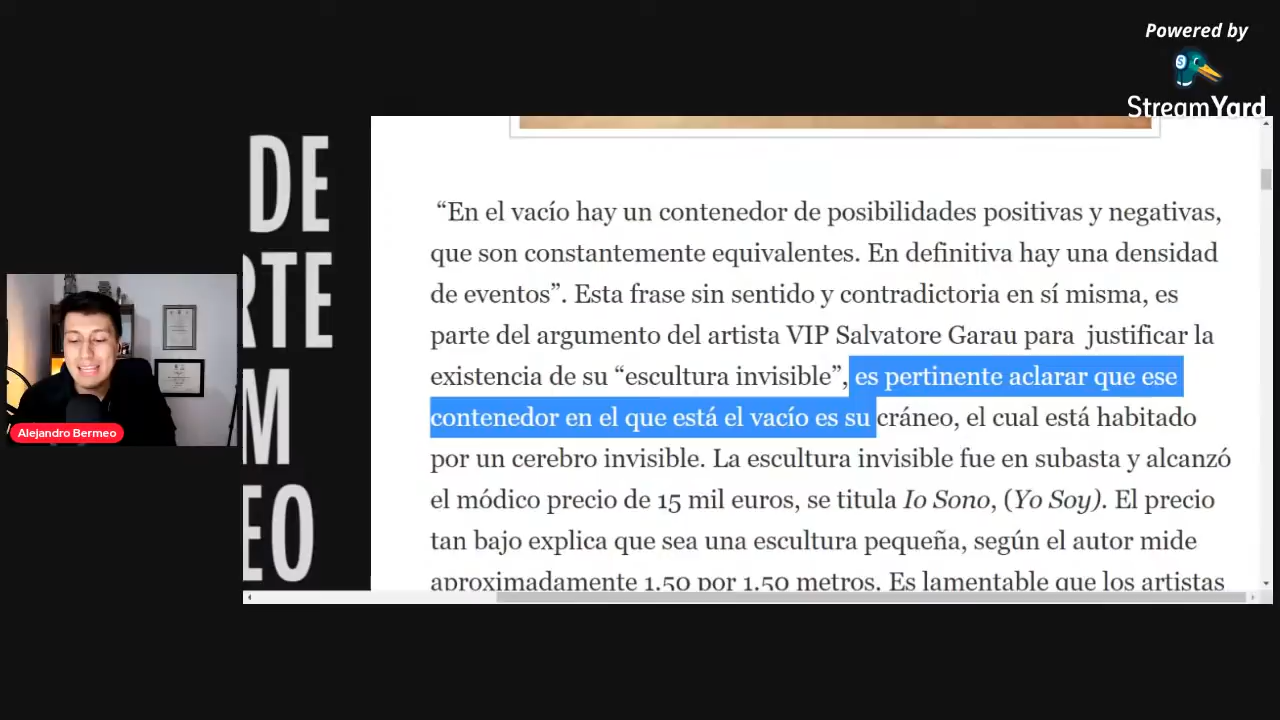 Powered by
StreamYard
DE
RTE
M
EO
“En el vacío hay un contenedor de posibilidades positivas y negativas,
que son constantemente equivalentes. En definitiva hay una densidad
de eventos”. Esta frase sin sentido y contradictoria en sí misma, es
parte del argumento del artista VIP Salvatore Garau para justificar la
existencia de su “escultura invisible”, es pertinente aclarar que ese
contenedor en el que está el vacío es su cráneo, el cual está habitado
por un cerebro invisible. La escultura invisible fue en subasta y alcanzó
el módico precio de 15 mil euros, se titula Io Sono, (Yo Soy). El precio
tan bajo explica que sea una escultura pequeña, según el autor mide
aproximadamente 1.50 por 1.50 metros. Es lamentable que los artistas
Alejandro Bermeo